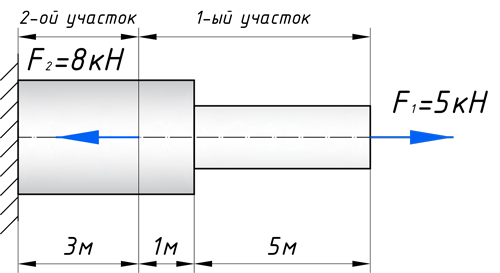 2-ой участок
1-ый участок
F₂=8кН
F₁=5кН
3м
1м
5м